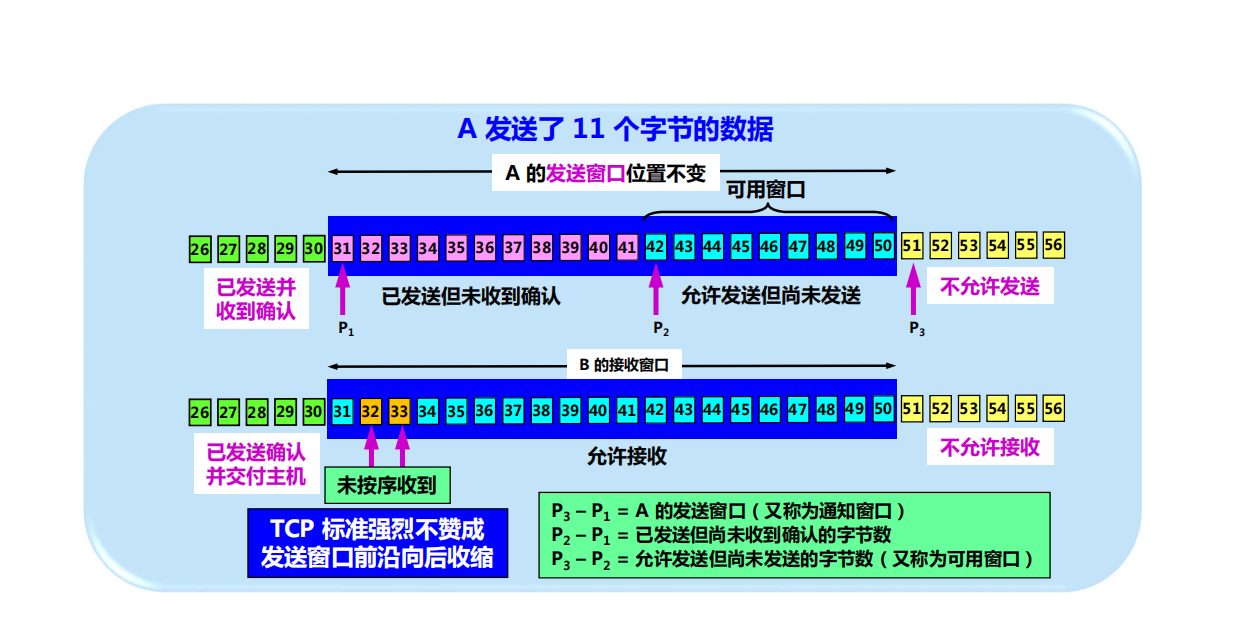 A 发送了 11 个字节的数据
A 的发送窗口位置不变
可用窗口
26 27 28 29 30 31 32 33 34 35 36 37 38 39 40 41 42 43 44 45 46 47 48 49 50 51 52 53 54 55 56
已发送并
收到确认
已发送但未收到确认
允许发送但尚未发送
不允许发送
P1
P2
P3
B 的接收窗口
26 27 28 29 30 31 32 33 34 35 36 37 38 39 40 41 42 43 44 45 46 47 48 49 50 51 52 53 54 55 56
已发送确认
并交付主机
允许接收
不允许接收
未按序收到
TCP 标准强烈不赞成
发送窗口前沿向后收缩
P3 – P1 = A 的发送窗口（又称为通知窗口）
P2 – P1 = 已发送但尚未收到确认的字节数
P3 – P2 = 允许发送但尚未发送的字节数（又称为可用窗口）